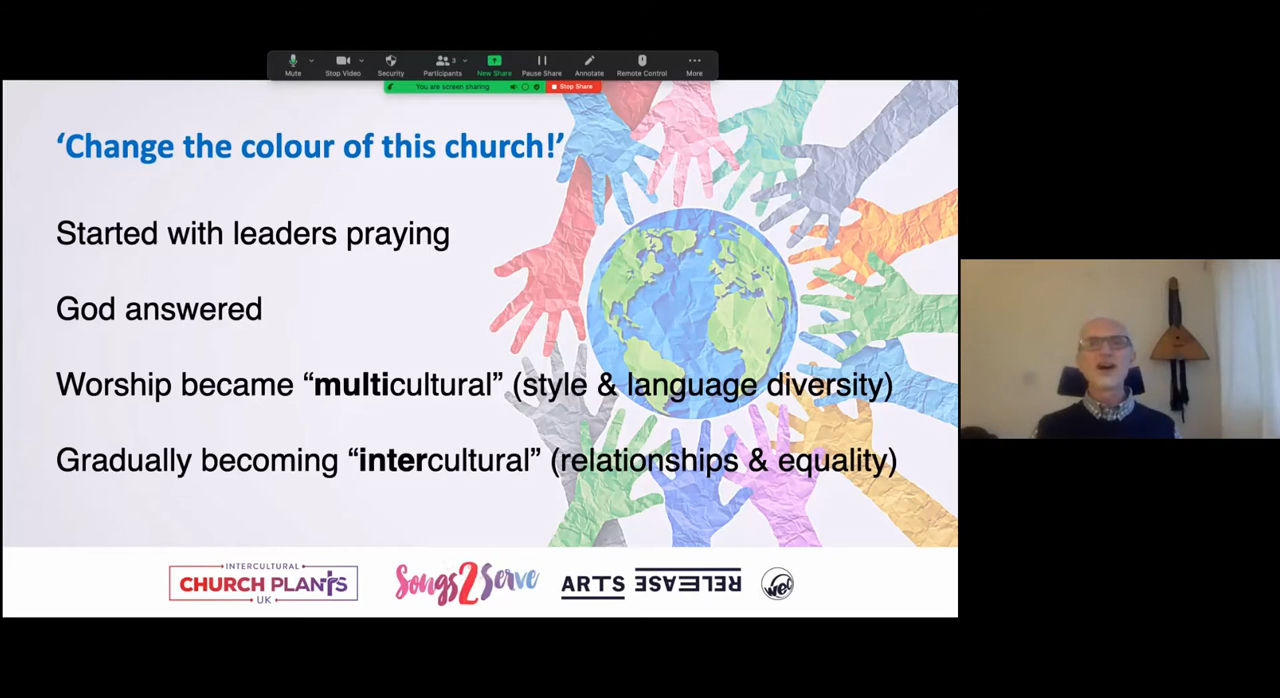 Mute
Stop Video
Security
Participants
3
New Share
Pause Share
Annotate
Remote Control
More
You are screen sharing
Stop Share
‘Change the colour of this church!’
Started with leaders praying
God answered
Worship became “multicultural” (style & language diversity)
Gradually becoming “intercultural” (relationships & equality)
INTERCULTURAL
CHURCH PLANTS
UK
Songs2Serve
ARTS RELEASE
wec